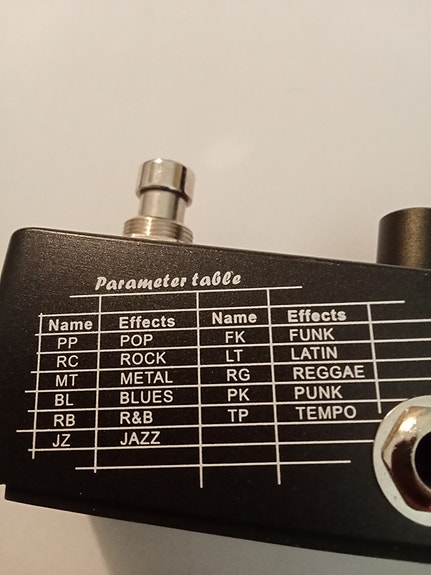 Parameter table
Name Effects Name Effects
PP POP FK FUNK
RC ROCK LT LATIN
MT METAL RG REGGAE
BL BLUES PK PUNK
RB R&B TP TEMPO
JZ JAZZ